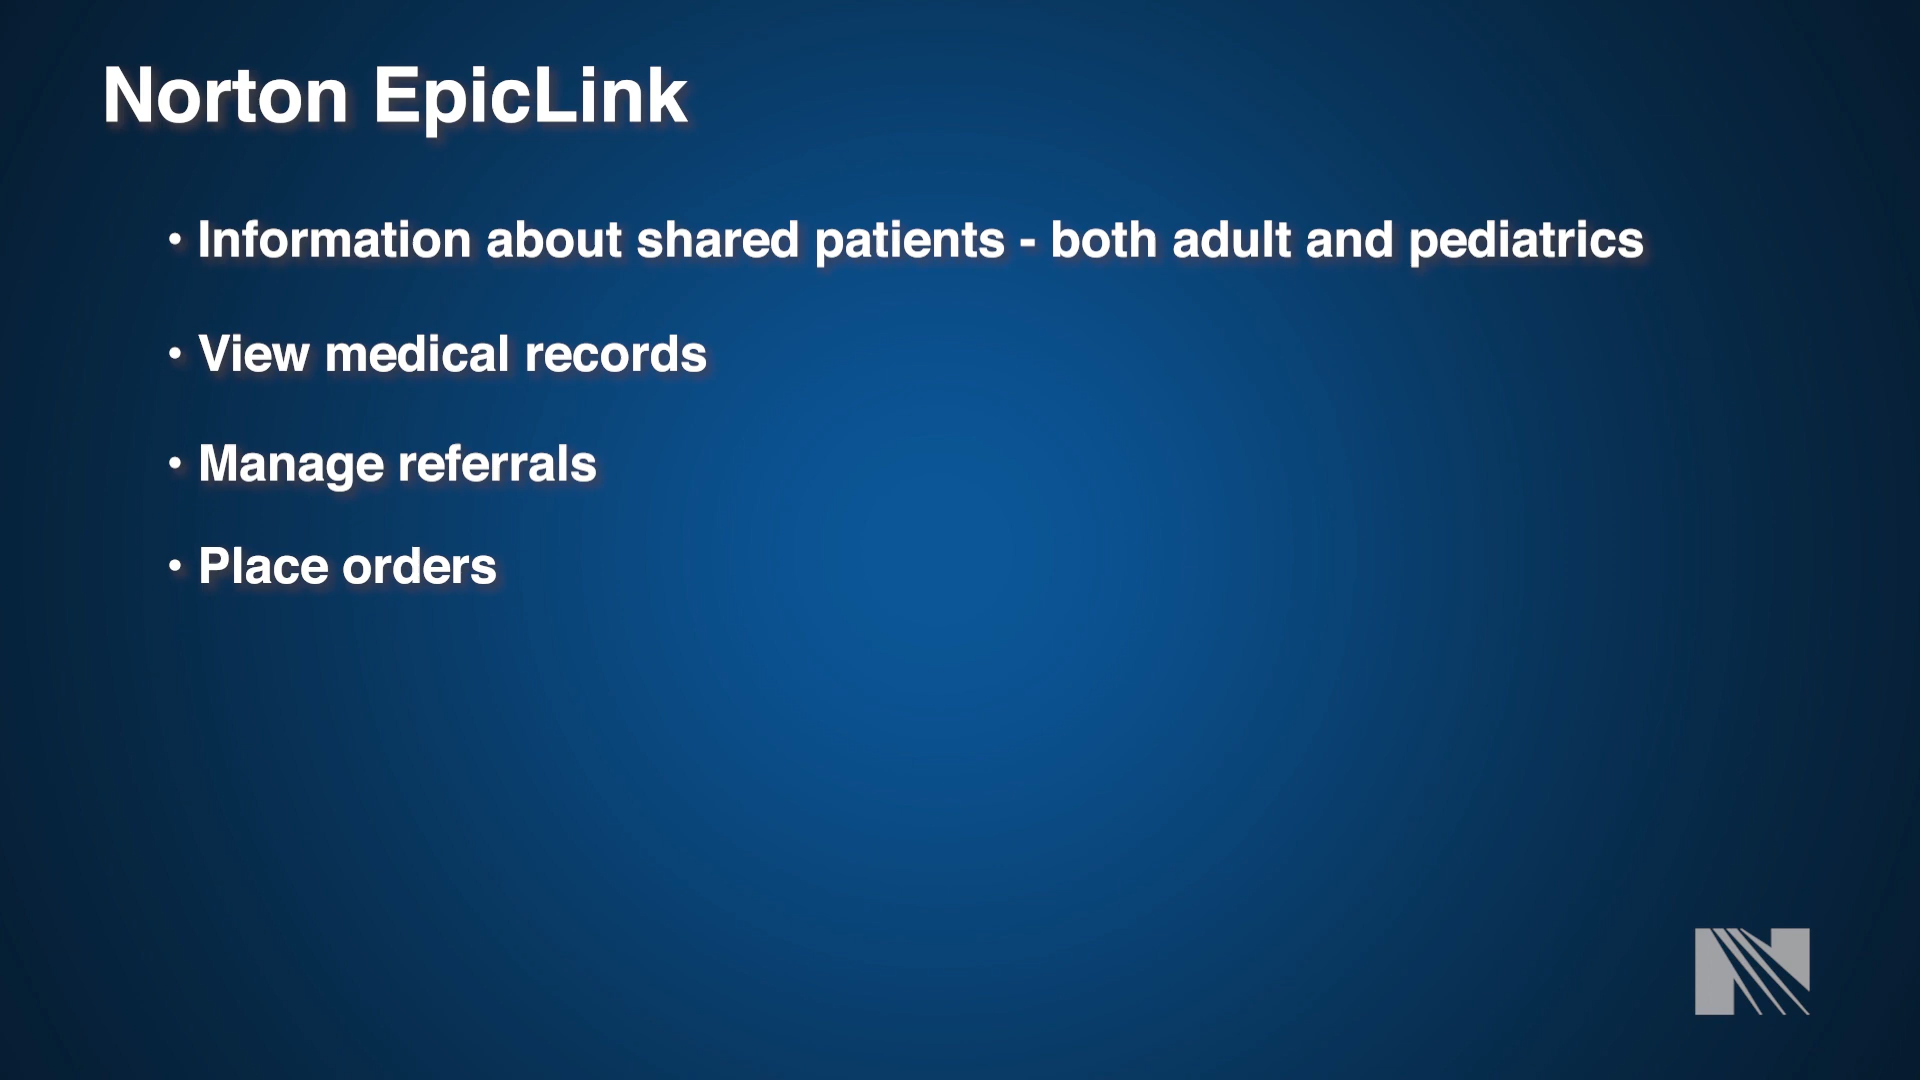 Norton EpicLink
• Information about shared patients - both adult and pediatrics
• View medical records
• Manage referrals
• Place orders